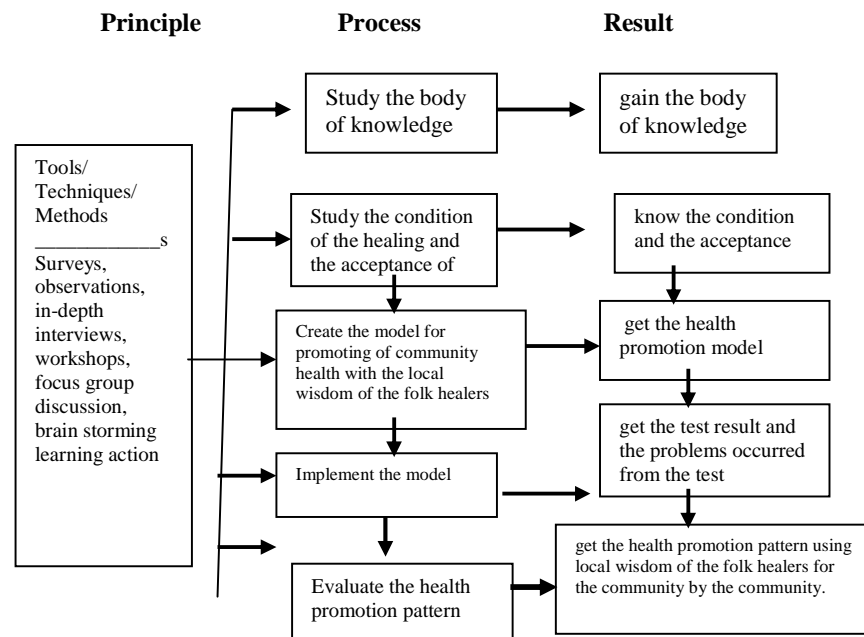 Principle
Process
Result
Tools/
Techniques/
Methods
_____________s
Surveys,
observations,
in-depth
interviews,
workshops,
focus group
discussion,
brain storming
learning action
Study the body
of knowledge
gain the body
of knowledge
Study the condition
of the healing and
the acceptance of
know the condition
and the acceptance
Create the model for
promoting of community
health with the local
wisdom of the folk healers
get the health
promotion model
Implement the model
get the test result and
the problems occurred
from the test
Evaluate the health
promotion pattern
get the health promotion pattern using
local wisdom of the folk healers for
the community by the community.